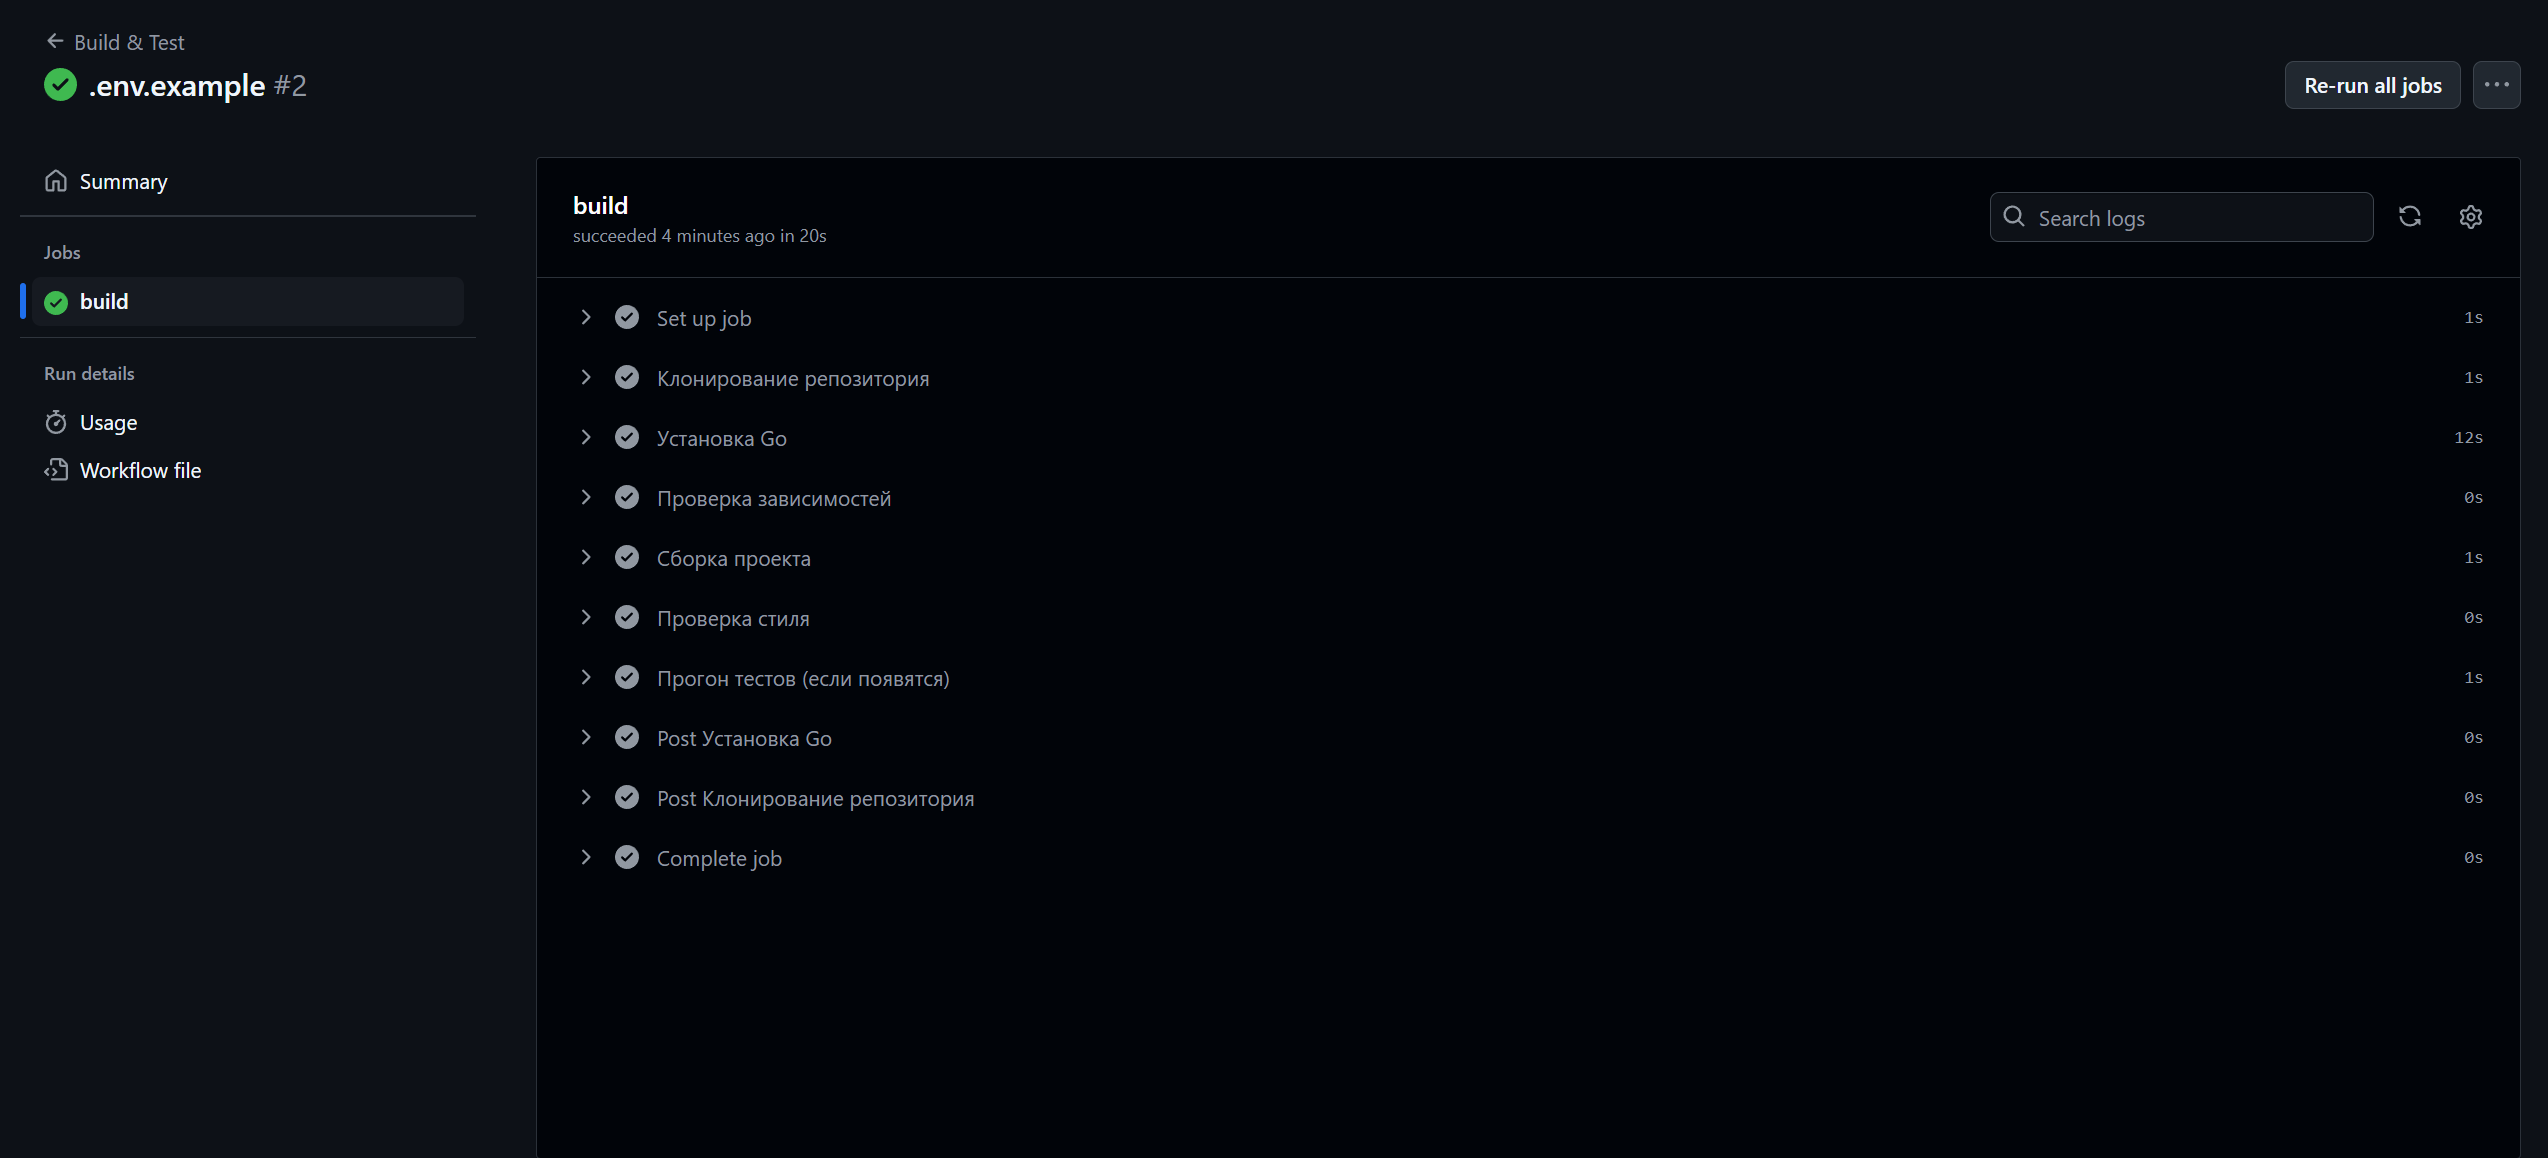 Build & Test
.env.example #2
Re-run all jobs
Summary
Jobs
build
Run details
Usage
Workflow file
build
succeeded 4 minutes ago in 20s
Search logs
Set up job 1s
Клонирование репозитория 1s
Установка Go 12s
Проверка зависимостей 0s
Сборка проекта 1s
Проверка стиля 0s
Прогон тестов (если появятся) 1s
Post Установка Go 0s
Post Клонирование репозитория 0s
Complete job 0s